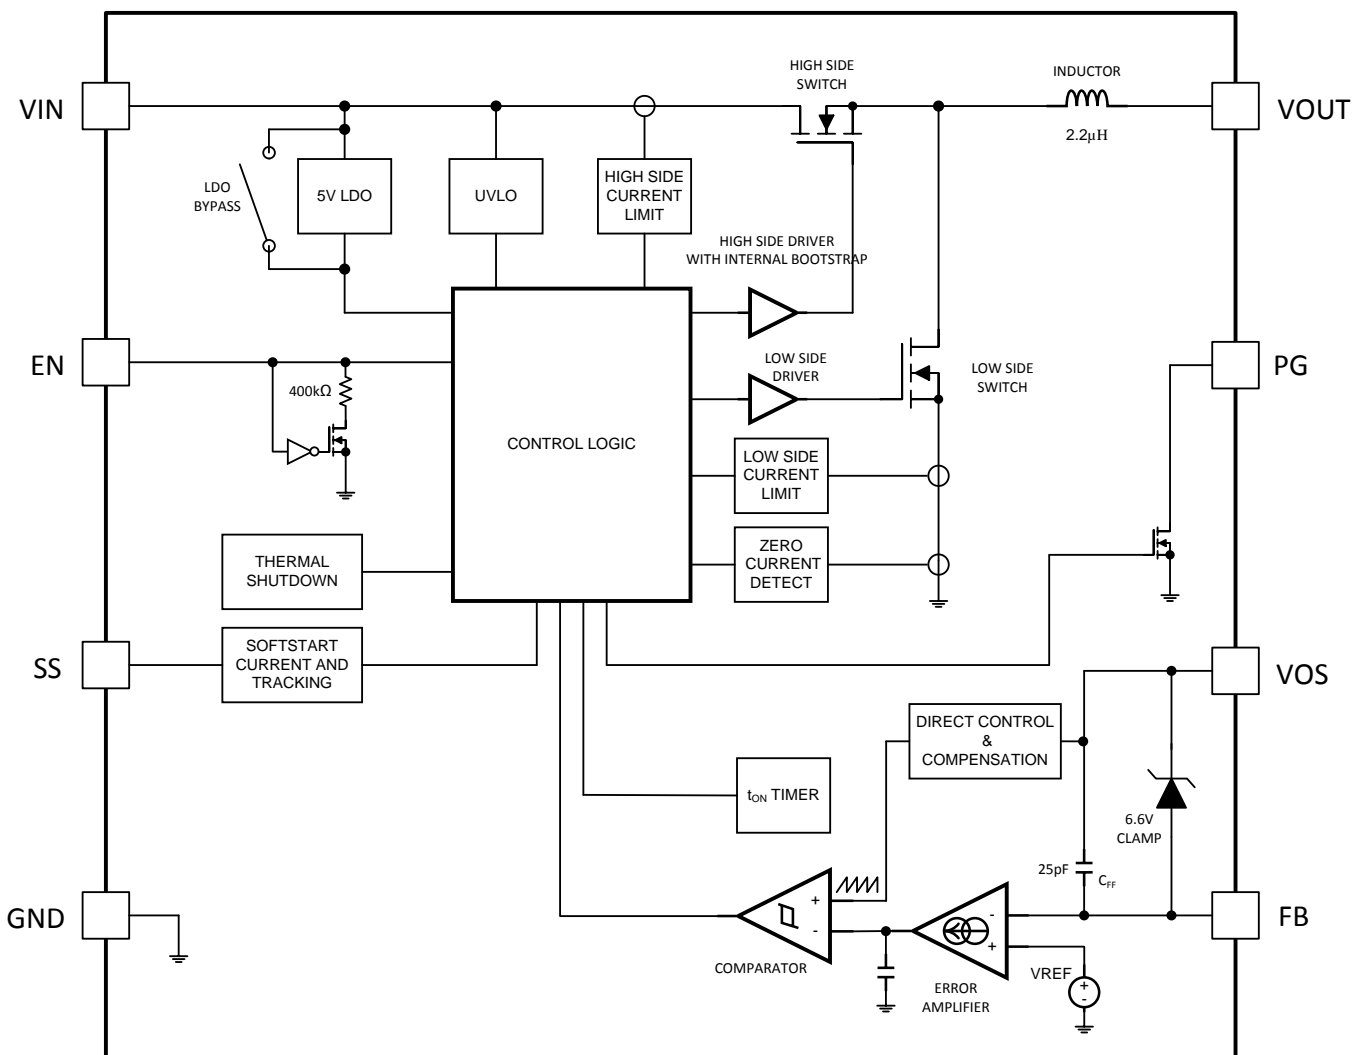 HIGH SIDE
SWITCH
INDUCTOR
VIN
VOUT
2.2μH
LDO
BYPASS
5V LDO
UVLO
HIGH SIDE
CURRENT
LIMIT
HIGH SIDE DRIVER
WITH INTERNAL BOOTSTRAP
EN
400kΩ
LOW SIDE
DRIVER
LOW SIDE
SWITCH
PG
CONTROL LOGIC
LOW SIDE
CURRENT
LIMIT
THERMAL
SHUTDOWN
ZERO
CURRENT
DETECT
SS
SOFTSTART
CURRENT AND
TRACKING
VOS
DIRECT CONTROL
&
COMPENSATION
tON TIMER
6.6V
CLAMP
25pF
CFF
GND
+
-
COMPARATOR
-
+
ERROR
AMPLIFIER
VREF
+
-
FB